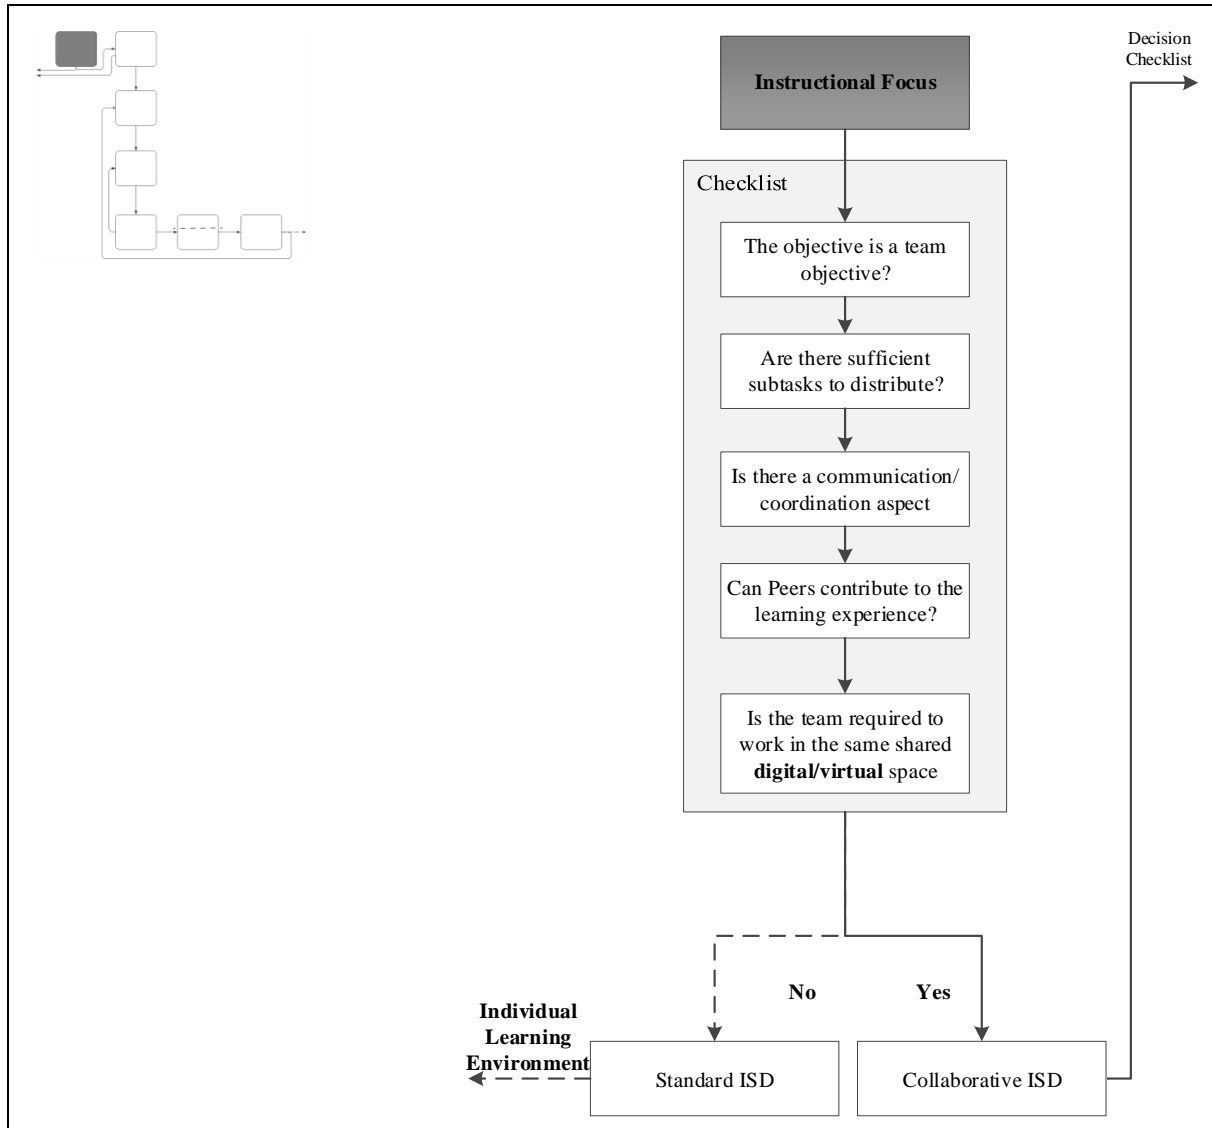 Decision
Checklist
Instructional Focus
Checklist
The objective is a team
objective?
Are there sufficient
subtasks to distribute?
Is there a communication/
coordination aspect
Can Peers contribute to the
learning experience?
Is the team required to
work in the same shared
digital/virtual space
No
Yes
Individual
Learning
Environment
Standard ISD
Collaborative ISD